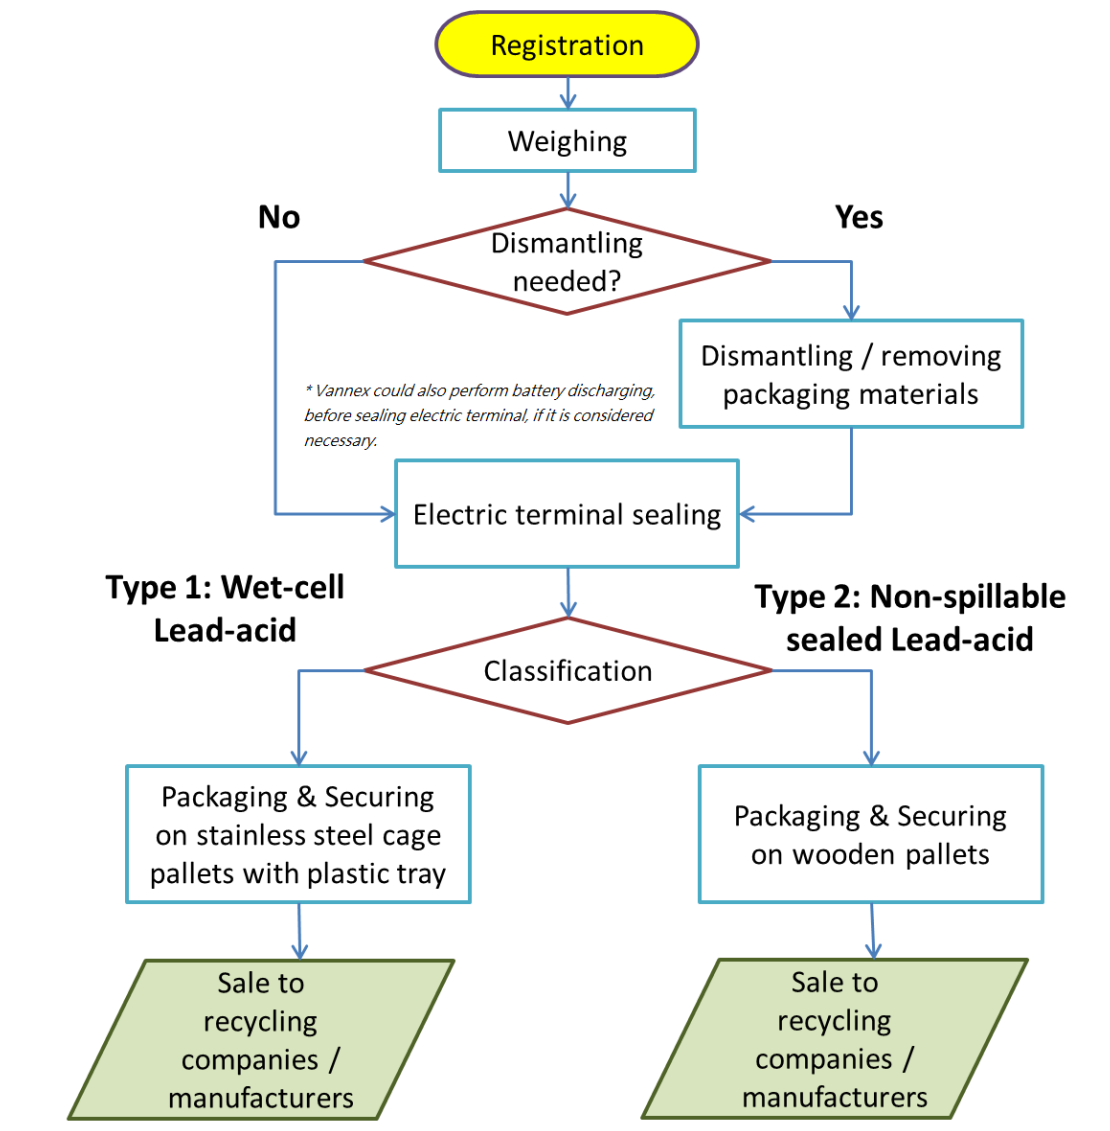 Registration
Weighing
No
Yes
Dismantling
needed?
Dismantling / removing
packaging materials
* Vannex could also perform battery discharging,
before sealing electric terminal, if it is considered
necessary.
Electric terminal sealing
Type 1: Wet-cell
Lead-acid
Type 2: Non-spillable
sealed Lead-acid
Classification
Packaging & Securing
on stainless steel cage
pallets with plastic tray
Packaging & Securing
on wooden pallets
Sale to
recycling
companies /
manufacturers
Sale to
recycling
companies /
manufacturers